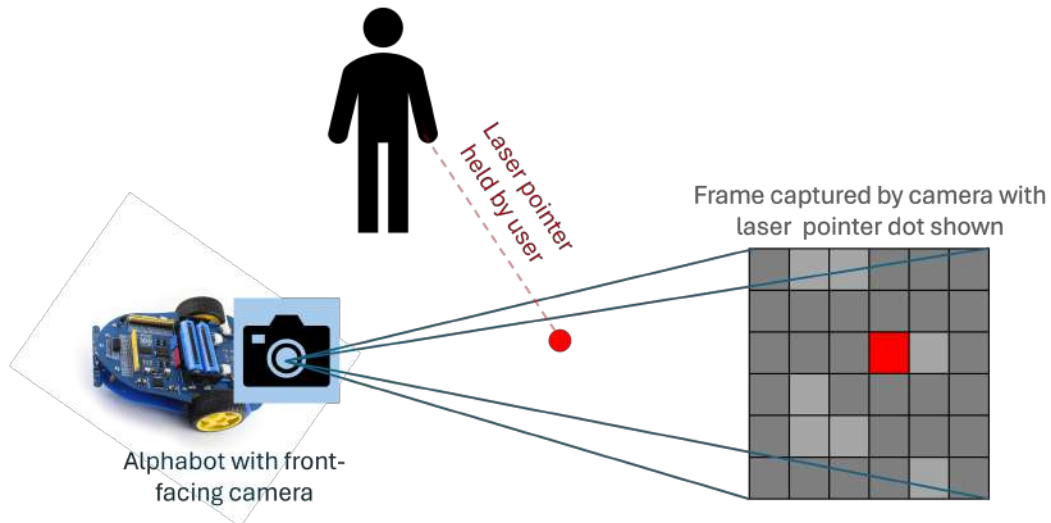 Laser pointer
held by user
Frame captured by camera with
laser pointer dot shown
Alphabot with front-
facing camera